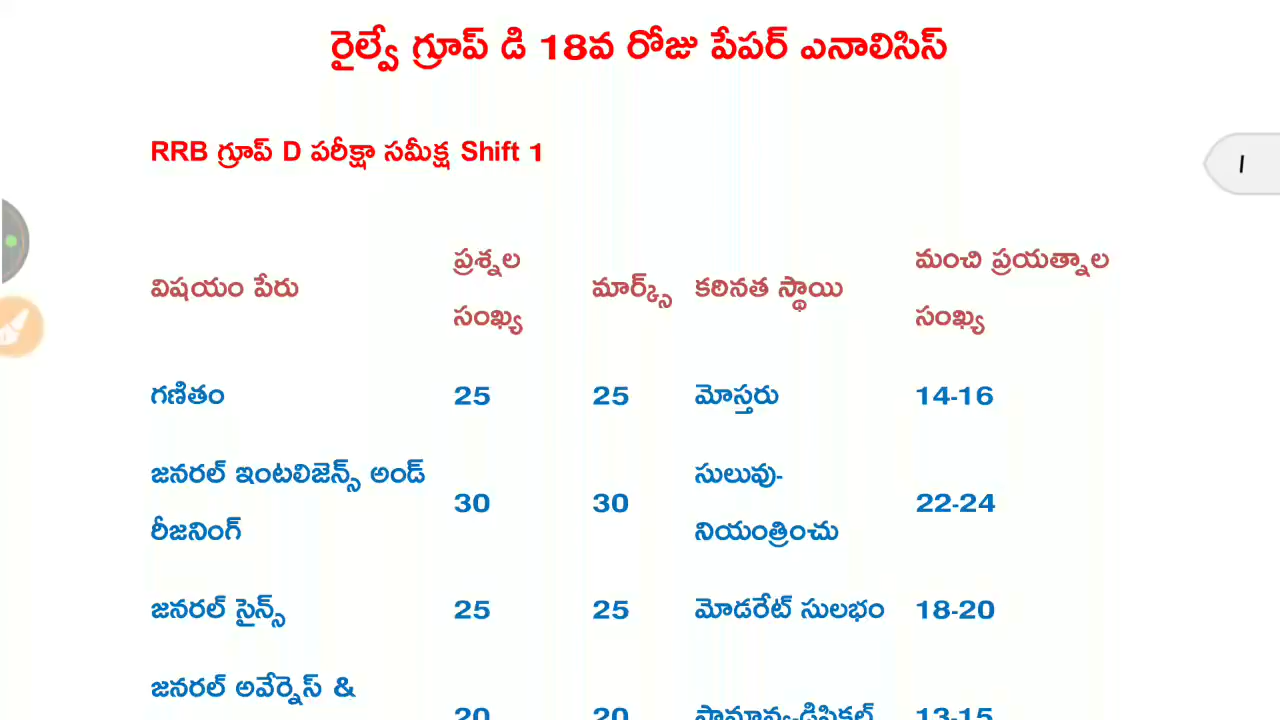 రైల్వే గ్రూప్ డి 18వ రోజు పేపర్ ఎనాలిసిస్
RRB గ్రూప్ D పరీక్షా సమీక్ష Shift 1
విషయం పేరు ప్రశ్నల సంఖ్య మార్క్స్ కఠినత స్థాయి మంచి ప్రయత్నాల సంఖ్య
గణితం 25 25 మోస్తరు 14-16
జనరల్ ఇంటలిజెన్స్ అండ్ రీజనింగ్ 30 30 సులువు-నియంత్రించు 22-24
జనరల్ సైన్స్ 25 25 మోడరేట్ సులభం 18-20
జనరల్ అవేర్నెస్ & 20 20 సామాన్య-డిఫికల్ట్ 13-15